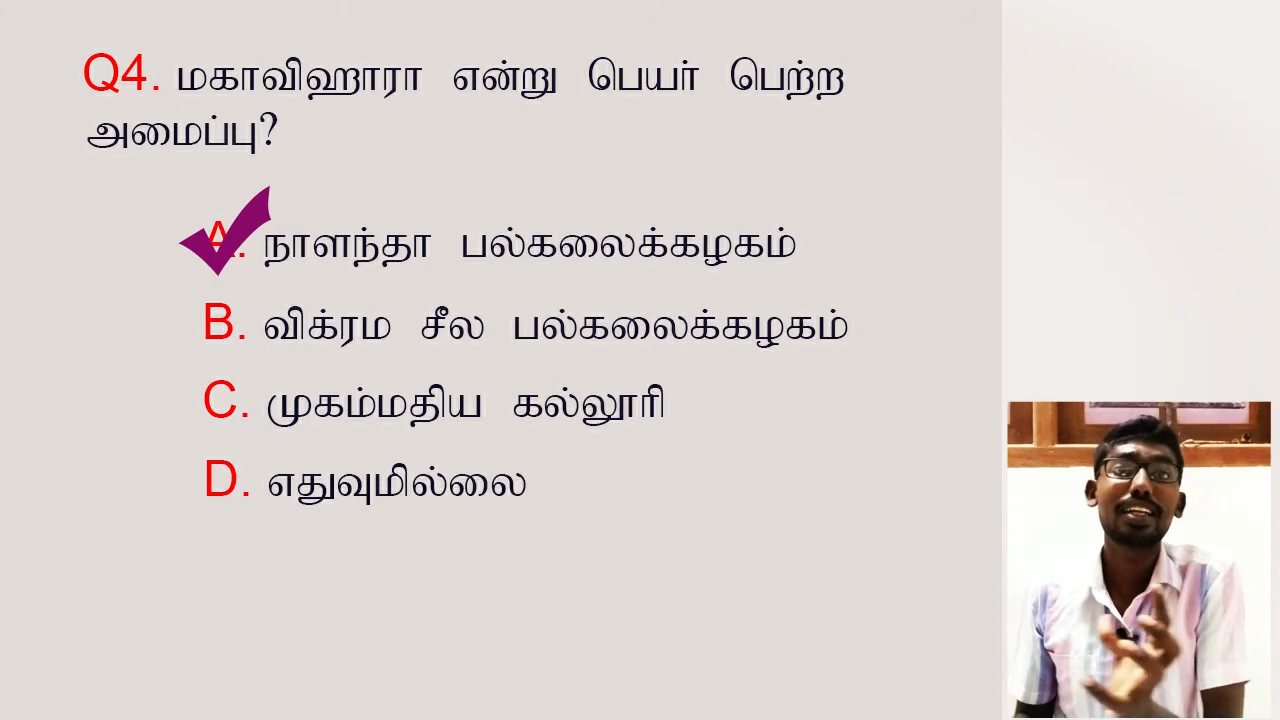 Q4. மகாவிஹாரா என்று பெயர் பெற்ற
அமைப்பு?
A. நாளந்தா பல்கலைக்கழகம்
B. விக்ரம சீல பல்கலைக்கழகம்
C. முகம்மதிய கல்லூரி
D. எதுவுமில்லை